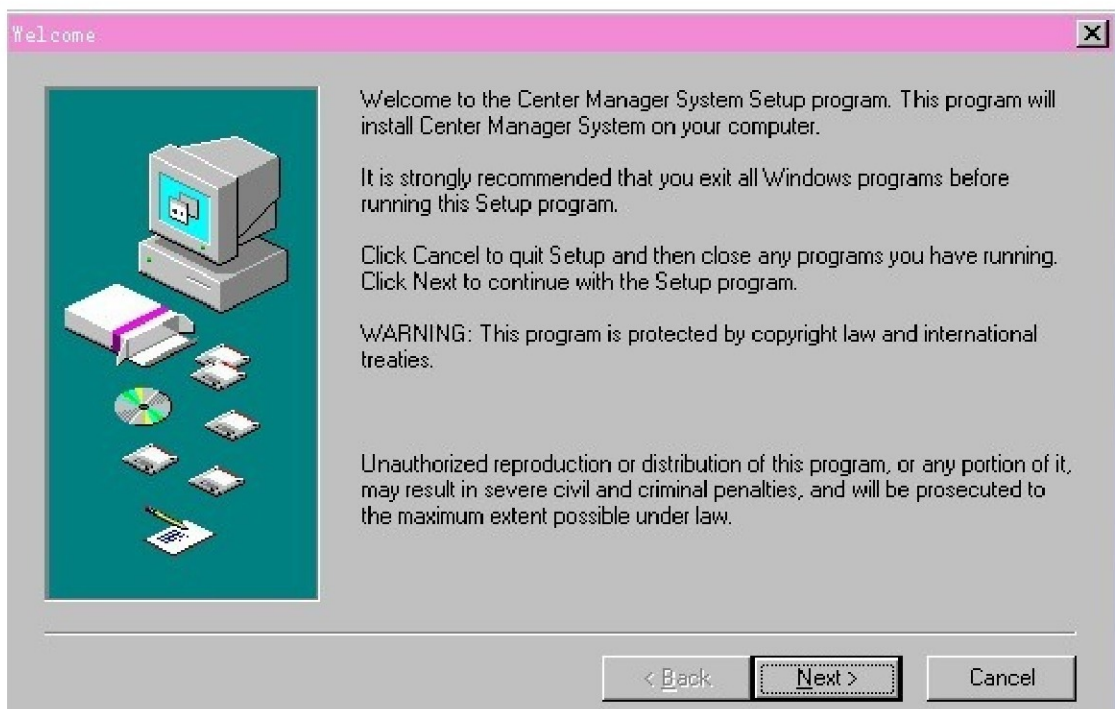 Welcome
Welcome to the Center Manager System Setup program. This program will
install Center Manager System on your computer.
It is strongly recommended that you exit all Windows programs before
running this Setup program.
Click Cancel to quit Setup and then close any programs you have running.
Click Next to continue with the Setup program.
WARNING: This program is protected by copyright law and international
treaties.
Unauthorized reproduction or distribution of this program, or any portion of it,
may result in severe civil and criminal penalties, and will be prosecuted to
the maximum extent possible under law.
< Back
Next >
Cancel